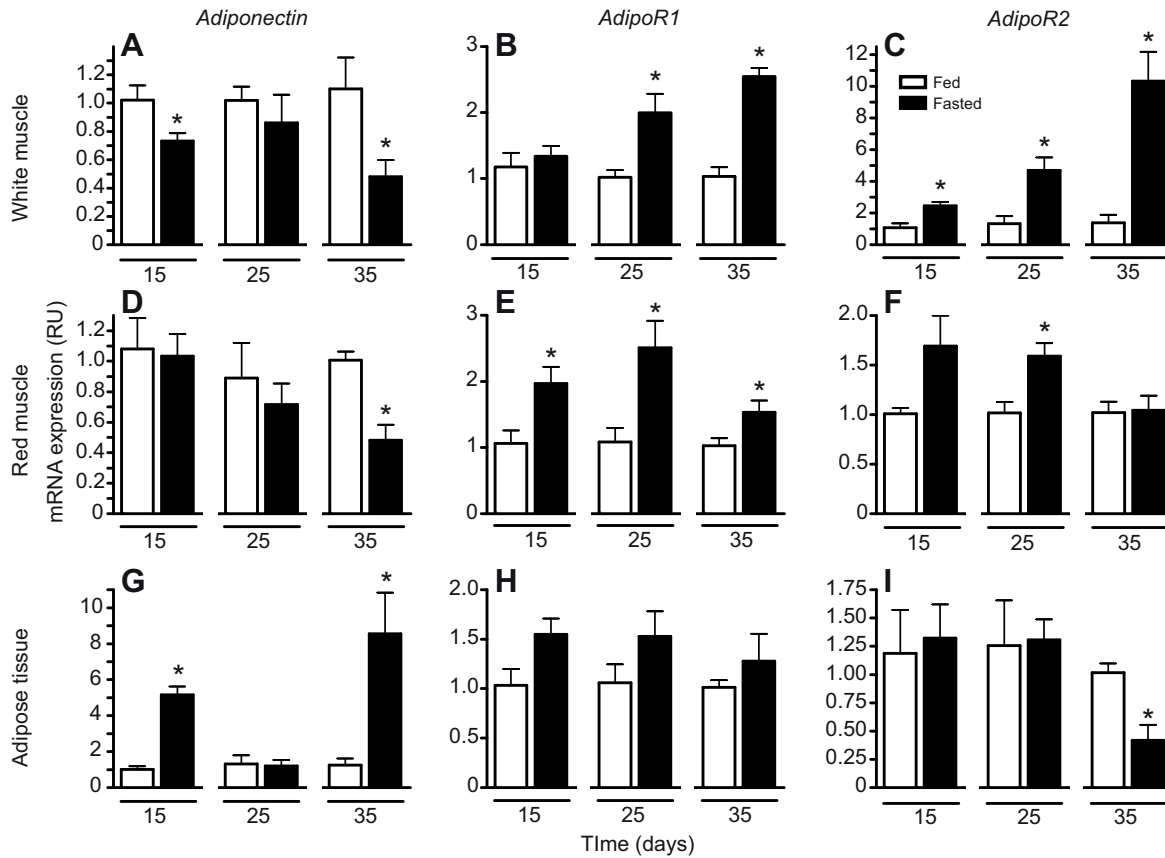 Adiponectin AdipoR1 AdipoR2
White muscle
A
1.2
1.0
0.8
0.6
0.4
0.2
0
* *
15 25 35
B
3
2
1
0
* *
15 25 35
C
12
10
8
6
4
2
0
Fed
Fasted
* * *
15 25 35
Red muscle
mRNA expression (RU)
D
1.2
1.0
0.8
0.6
0.4
0.2
0
*
15 25 35
E
3
2
1
0
* * *
15 25 35
F
2.0
1.5
1.0
0.5
0
*
15 25 35
Adipose tissue
G
10
8
6
4
2
0
* *
15 25 35
H
2.0
1.5
1.0
0.5
0
15 25 35
I
1.75
1.50
1.25
1.00
0.75
0.50
0.25
0
*
15 25 35
TIme (days)